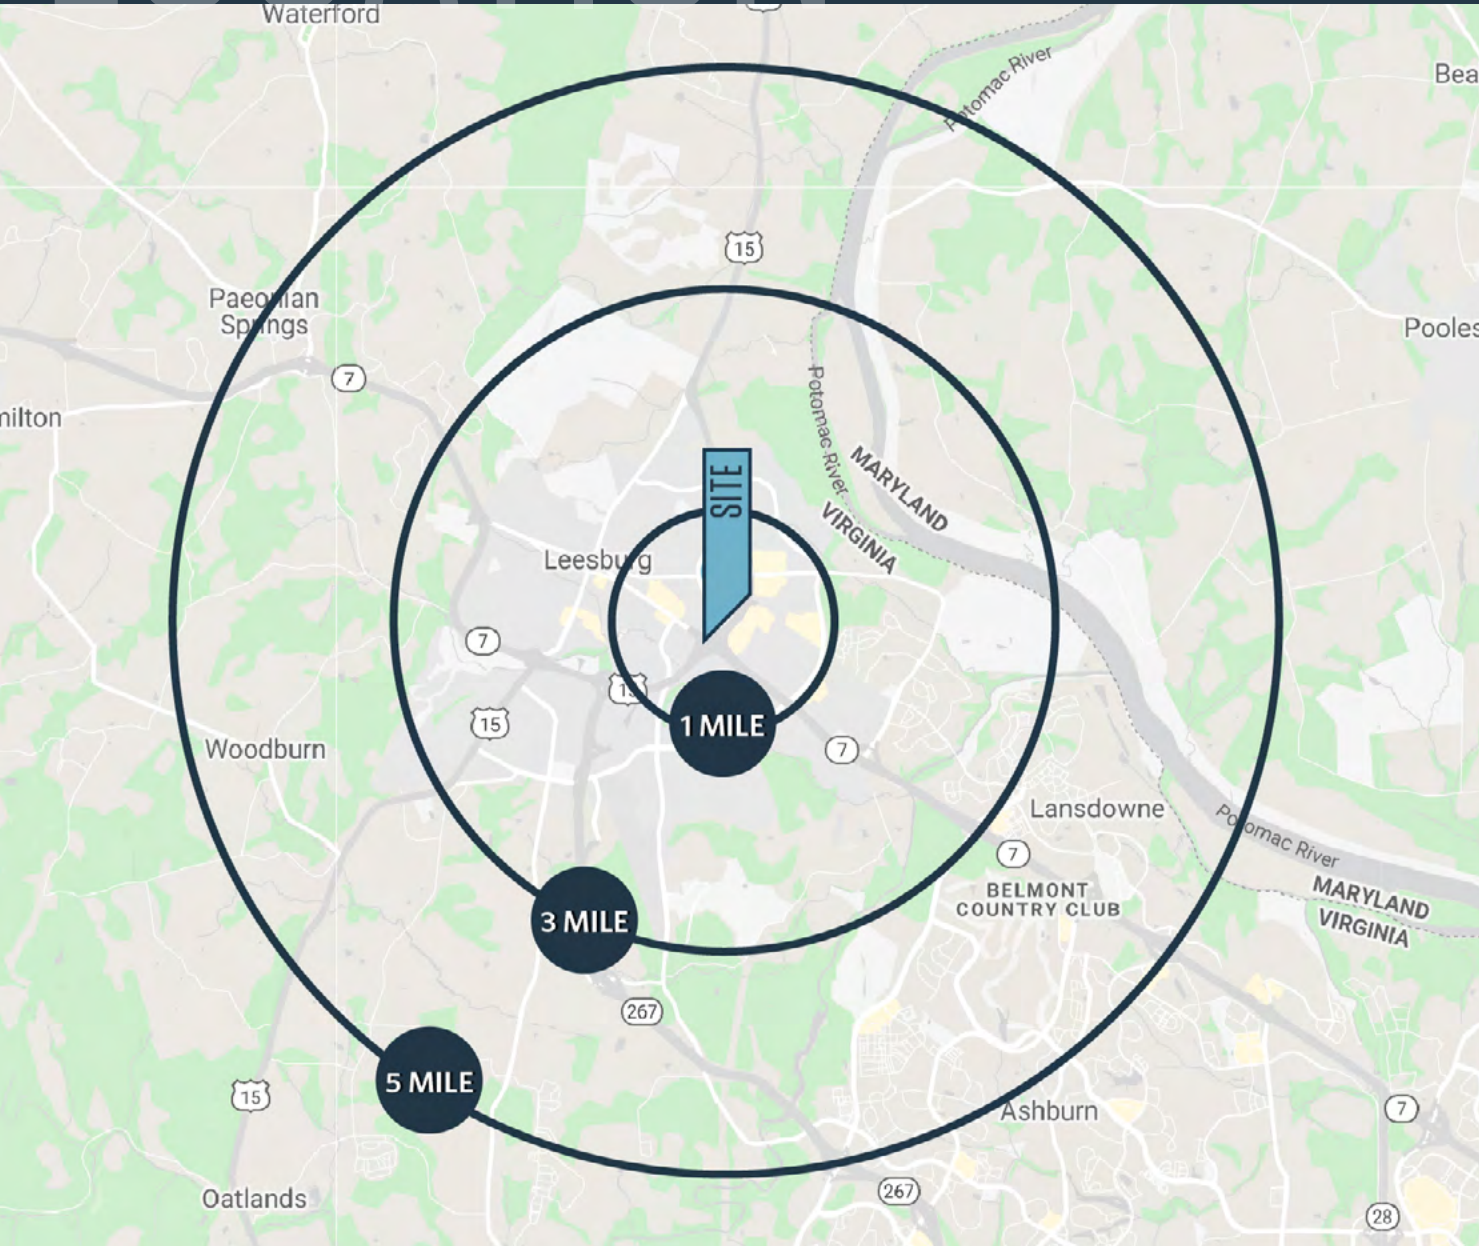 Waterford
Potomac River
Bea
15
Paeonian
Springs
Pooles
7
milton
Potomac River
MARYLAND
VIRGINIA
SITE
Leesburg
7
15
15
1 MILE
7
Woodburn
Lansdowne
Potomac River
7
BELMONT
COUNTRY CLUB
MARYLAND
VIRGINIA
3 MILE
267
5 MILE
15
Ashburn
7
Oatlands
267
28